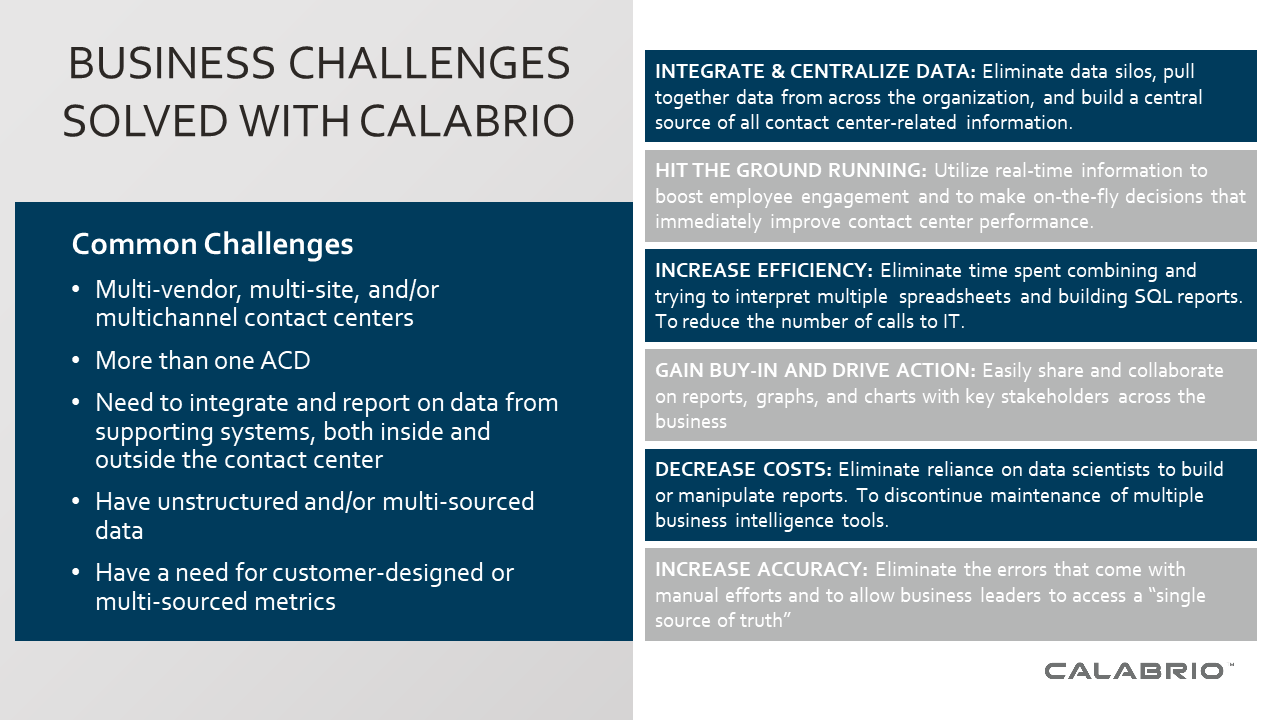 BUSINESS CHALLENGES
SOLVED WITH CALABRIO
Common Challenges
• Multi-vendor, multi-site, and/or
multichannel contact centers
• More than one ACD
• Need to integrate and report on data from
supporting systems, both inside and
outside the contact center
• Have unstructured and/or multi-sourced
data
• Have a need for customer-designed or
multi-sourced metrics
INTEGRATE & CENTRALIZE DATA: Eliminate data silos, pull
together data from across the organization, and build a central
source of all contact center-related information.
HIT THE GROUND RUNNING: Utilize real-time information to
boost employee engagement and to make on-the-fly decisions that
immediately improve contact center performance.
INCREASE EFFICIENCY: Eliminate time spent combining and
trying to interpret multiple spreadsheets and building SQL reports.
To reduce the number of calls to IT.
GAIN BUY-IN AND DRIVE ACTION: Easily share and collaborate
on reports, graphs, and charts with key stakeholders across the
business
DECREASE COSTS: Eliminate reliance on data scientists to build
or manipulate reports. To discontinue maintenance of multiple
business intelligence tools.
INCREASE ACCURACY: Eliminate the errors that come with
manual efforts and to allow business leaders to access a “single
source of truth”
CALABRIO™